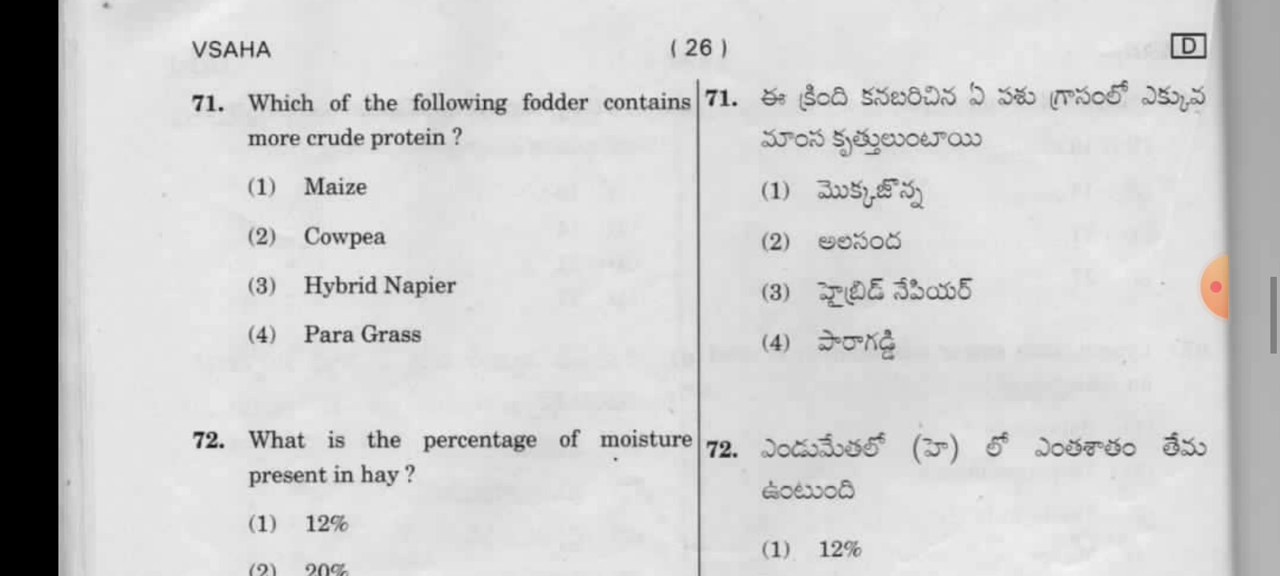 VSAHA ( 26 ) D
71. Which of the following fodder contains
more crude protein ?
(1) Maize
(2) Cowpea
(3) Hybrid Napier
(4) Para Grass
72. What is the percentage of moisture
present in hay ?
(1) 12%
(2) 20%
71. ఈ క్రింది కనబరిచిన ఏ పశు గ్రాసంలో ఎక్కువ
మాంస కృత్తులుంటాయి
(1) మొక్కజొన్న
(2) అలసంద
(3) హైబ్రిడ్ నేపియర్
(4) పారాగడ్డి
72. ఎండుమేతలో (హె) లో ఎంతశాతం తేమ
ఉంటుంది
(1) 12%